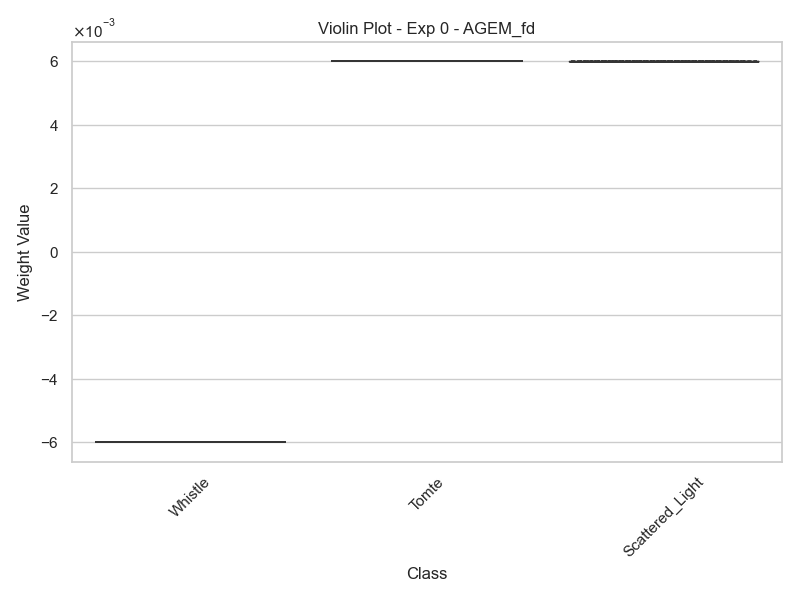 Violin Plot - Exp 0 - AGEM_fd
×10⁻³
6
4
2
0
−2
−4
−6
Weight Value
Whistle
Tomte
Scattered_Light
Class